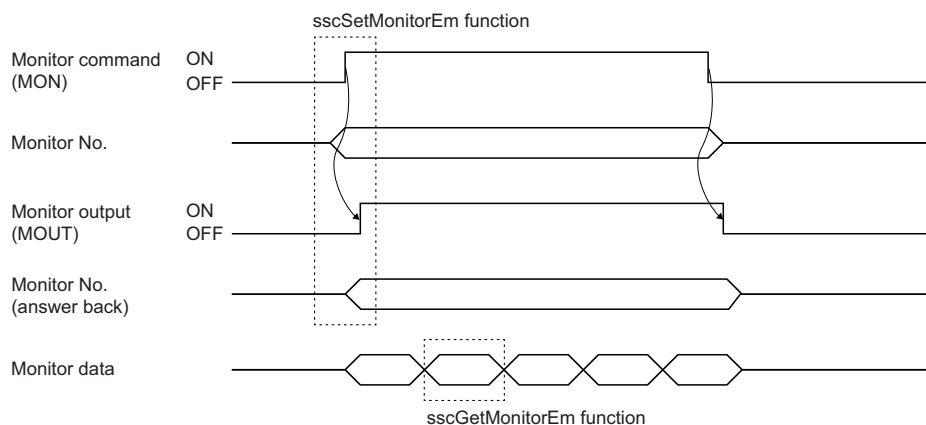 sscSetMonitorEm function
Monitor command
(MON)
ON
OFF
Monitor No.
Monitor output
(MOUT)
ON
OFF
Monitor No.
(answer back)
Monitor data
sscGetMonitorEm function